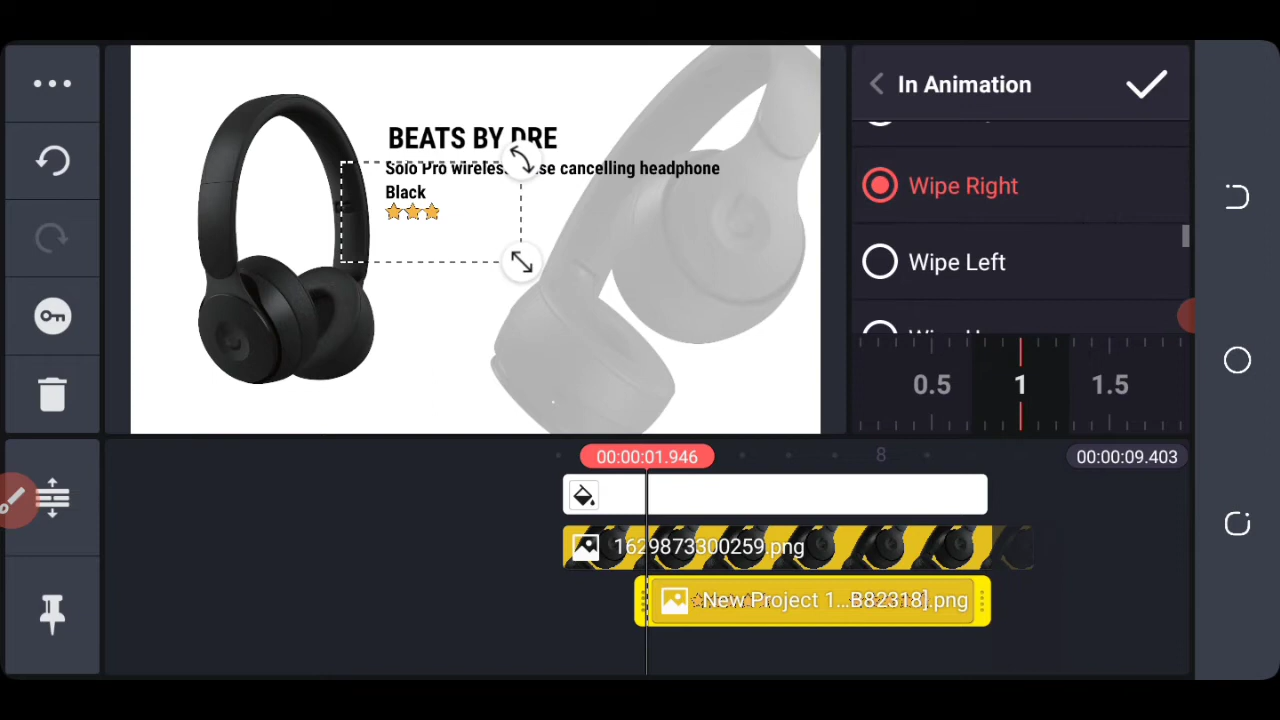 In Animation
BEATS BY DRE
Solo Pro wireless se cancelling headphone
Black
Wipe Right
Wipe Left
0.5 1 1.5
00:00:01.946 8 00:00:09.403
1629873300259.png
New Project 1...B82318].png